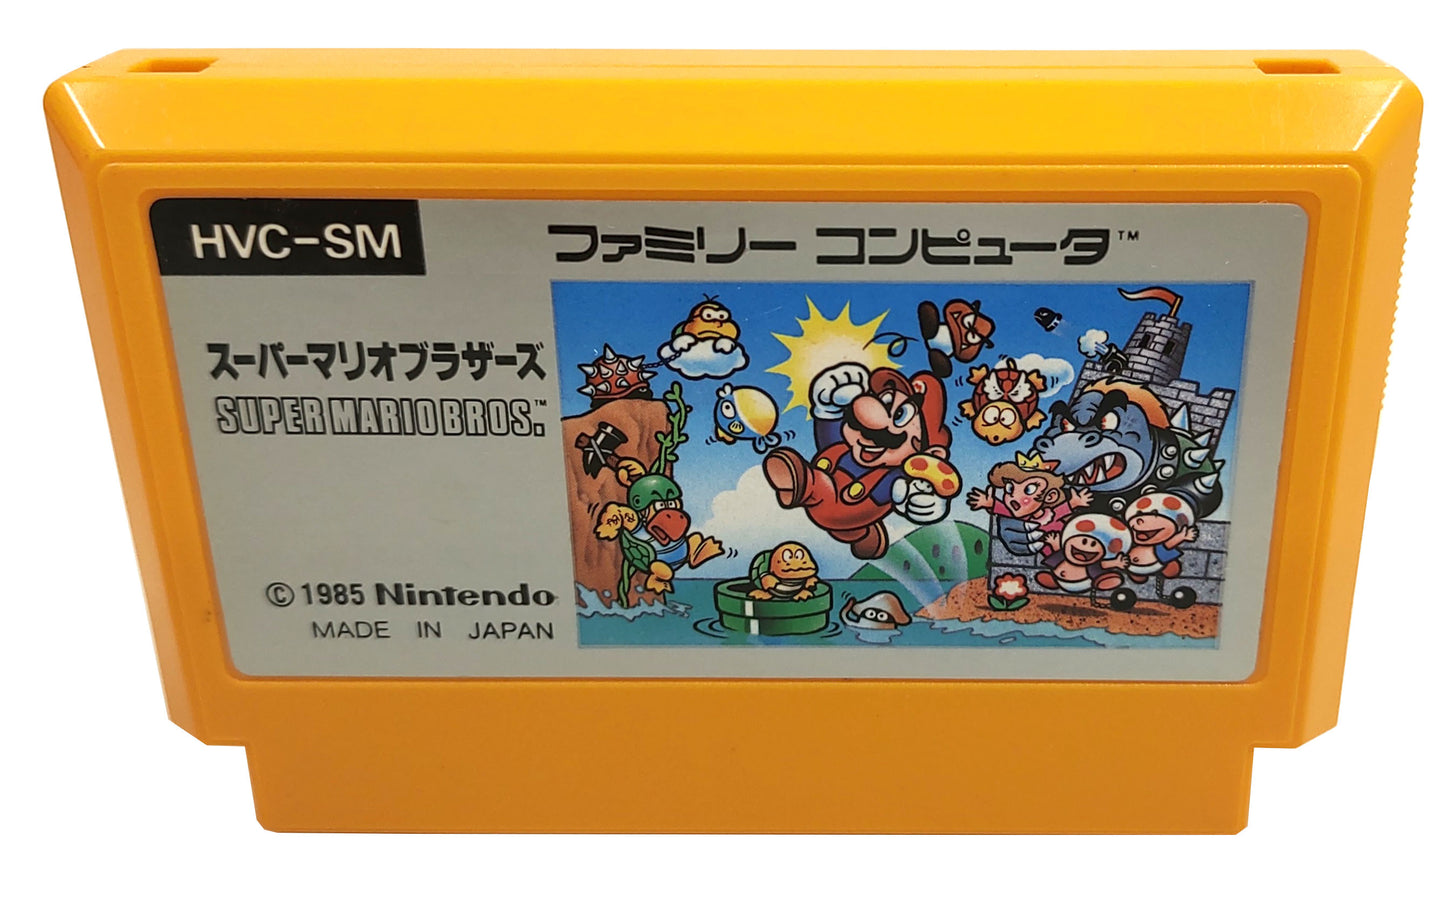 HVC-SM
ファミリー コンピュータ™
スーパーマリオブラザーズ
SUPER MARIO BROS.™
© 1985 Nintendo
MADE IN JAPAN